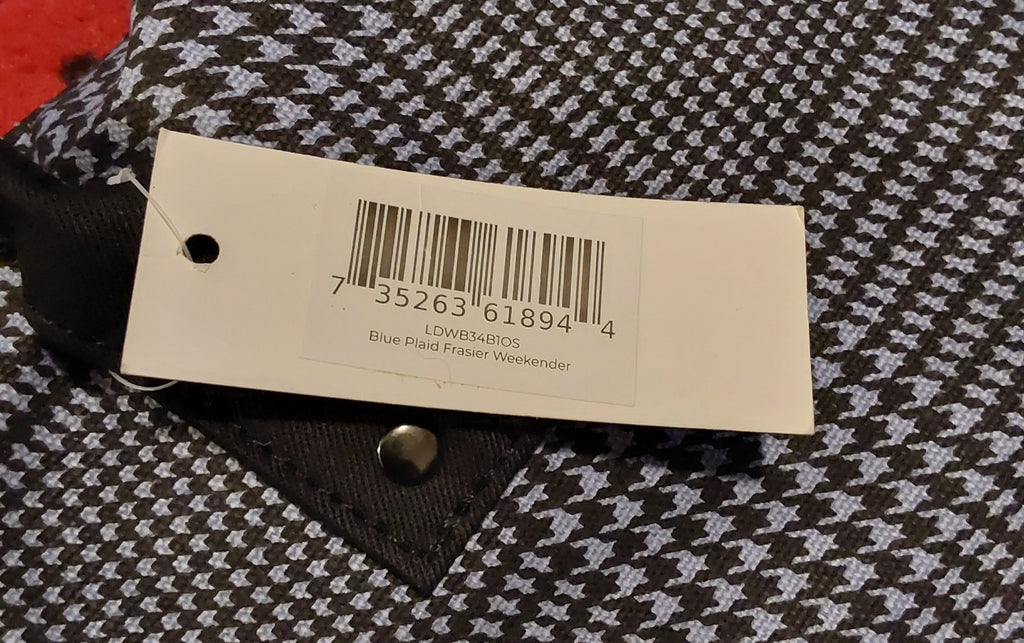 7 35263 61894 4
LDWB34B1OS
Blue Plaid Frasier Weekender